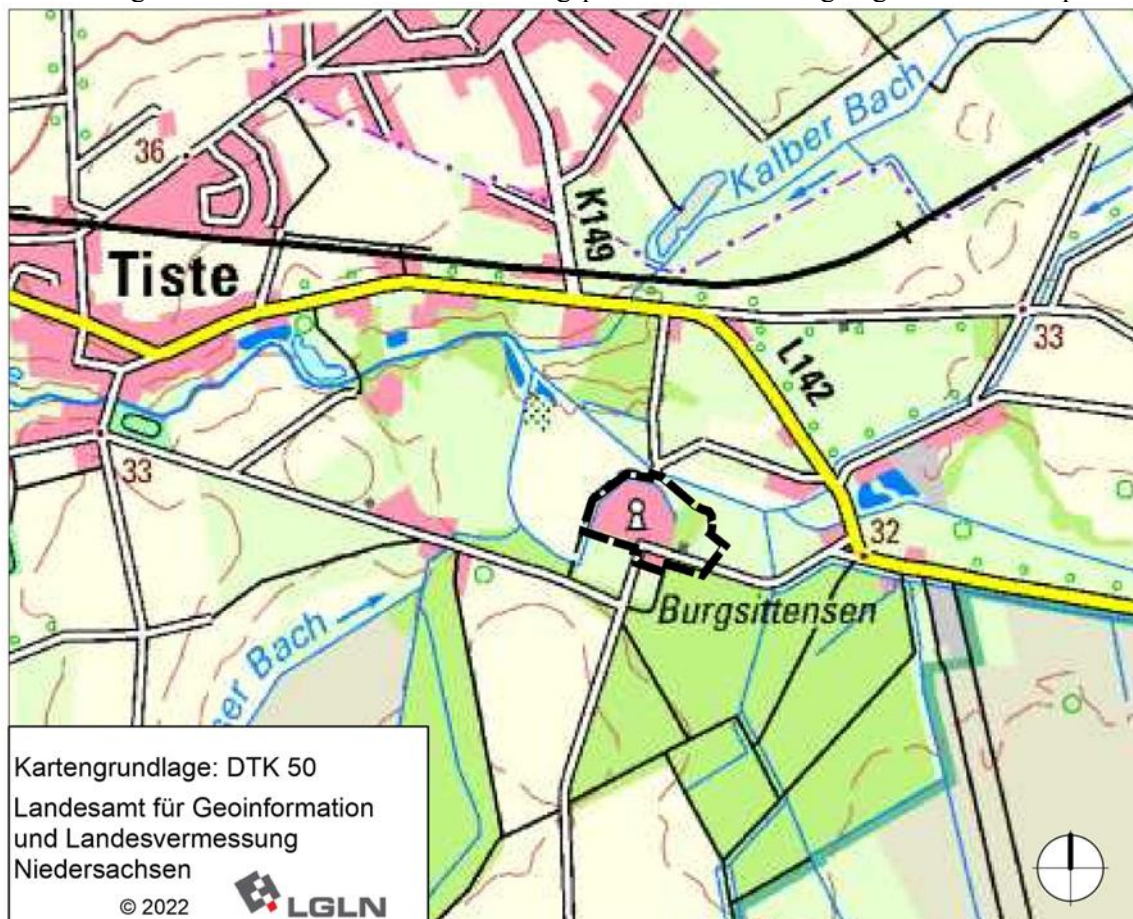 Kalber Bach
36
K149
Tiste
33
L142
33
32
Burgsittensen
ser Bach
Kartengrundlage: DTK 50
Landesamt für Geoinformation
und Landesvermessung
Niedersachsen
© 2022 LGLN